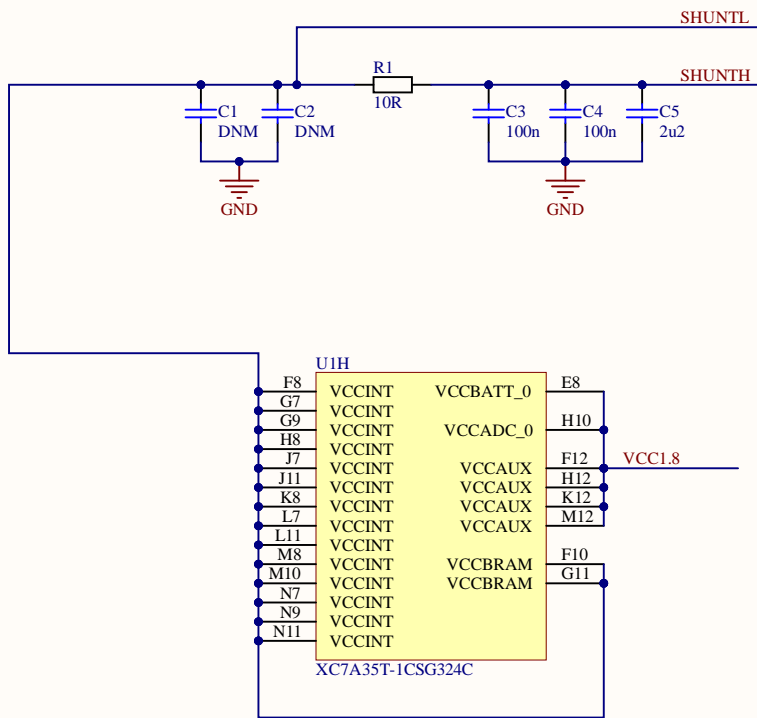 SHUNTL
R1
SHUNTH
10R
C1
DNM
C2
DNM
C3
100n
C4
100n
C5
2u2
GND
GND
U1H
F8 VCCINT VCCBATT_0 E8
G7 VCCINT
G9 VCCINT VCCADC_0 H10
H8 VCCINT
J7 VCCINT VCCAUX F12 VCC1.8
J11 VCCINT VCCAUX H12
K8 VCCINT VCCAUX K12
L7 VCCINT VCCAUX M12
L11 VCCINT
M8 VCCINT VCCBRAM F10
M10 VCCINT VCCBRAM G11
N7 VCCINT
N9 VCCINT
N11 VCCINT
XC7A35T-1CSG324C